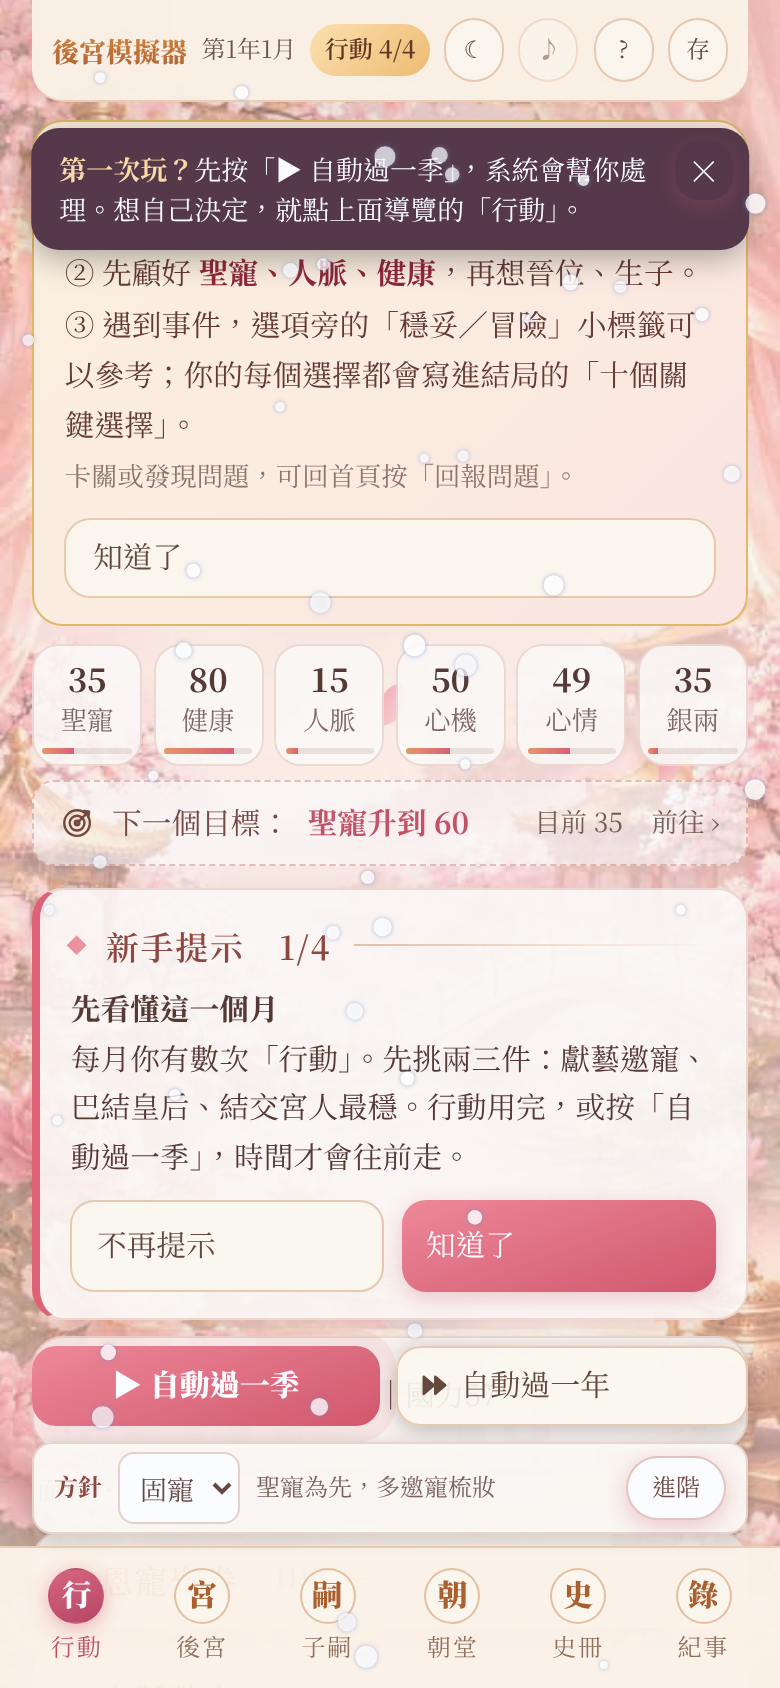 後宮模擬器 第1年1月 行動 4/4 ☾ ♪ ? 存
第一次玩？先按「▶ 自動過一季」，系統會幫你處
理。想自己決定，就點上面導覽的「行動」。
② 先顧好 聖寵、人脈、健康，再想晉位、生子。
③ 遇到事件，選項旁的「穩妥／冒險」小標籤可
以參考；你的每個選擇都會寫進結局的「十個關
鍵選擇」。
卡關或發現問題，可回首頁按「回報問題」。
知道了
35 80 15 50 49 35
聖寵 健康 人脈 心機 心情 銀兩
下一個目標： 聖寵升到 60 目前 35 前往 ›
新手提示 1/4
先看懂這一個月
每月你有數次「行動」。先挑兩三件：獻藝邀寵、
巴結皇后、結交宮人最穩。行動用完，或按「自
動過一季」，時間才會往前走。
不再提示 知道了
▶ 自動過一季 自動過一年
方針 固寵 聖寵為先，多邀寵梳妝 進階
行 宮 嗣 朝 史 錄
行動 後宮 子嗣 朝堂 史冊 紀事